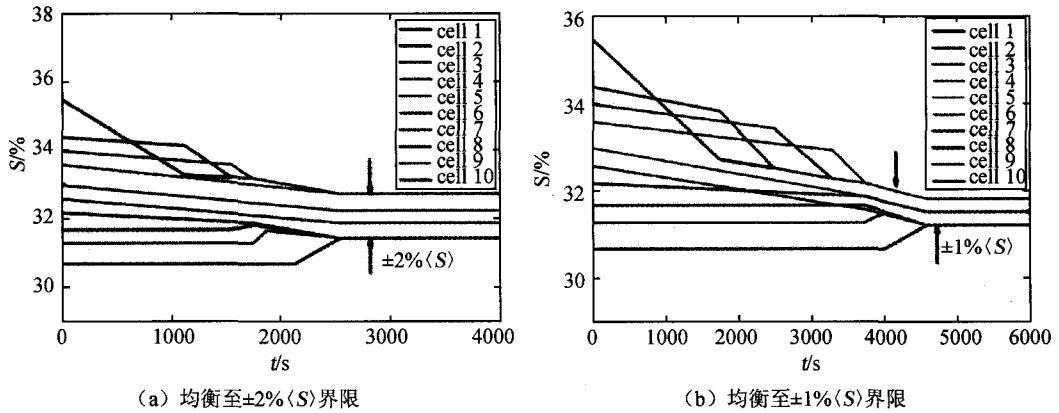 38
36
34
32
30
S/%
cell 1
cell 2
cell 3
cell 4
cell 5
cell 6
cell 7
cell 8
cell 9
cell 10
±2%⟨S⟩
0
1000
2000
3000
4000
t/s
(a) 均衡至±2%⟨S⟩界限
36
34
32
30
S/%
cell 1
cell 2
cell 3
cell 4
cell 5
cell 6
cell 7
cell 8
cell 9
cell 10
±1%⟨S⟩
0
1000
2000
3000
4000
5000
6000
t/s
(b) 均衡至±1%⟨S⟩界限